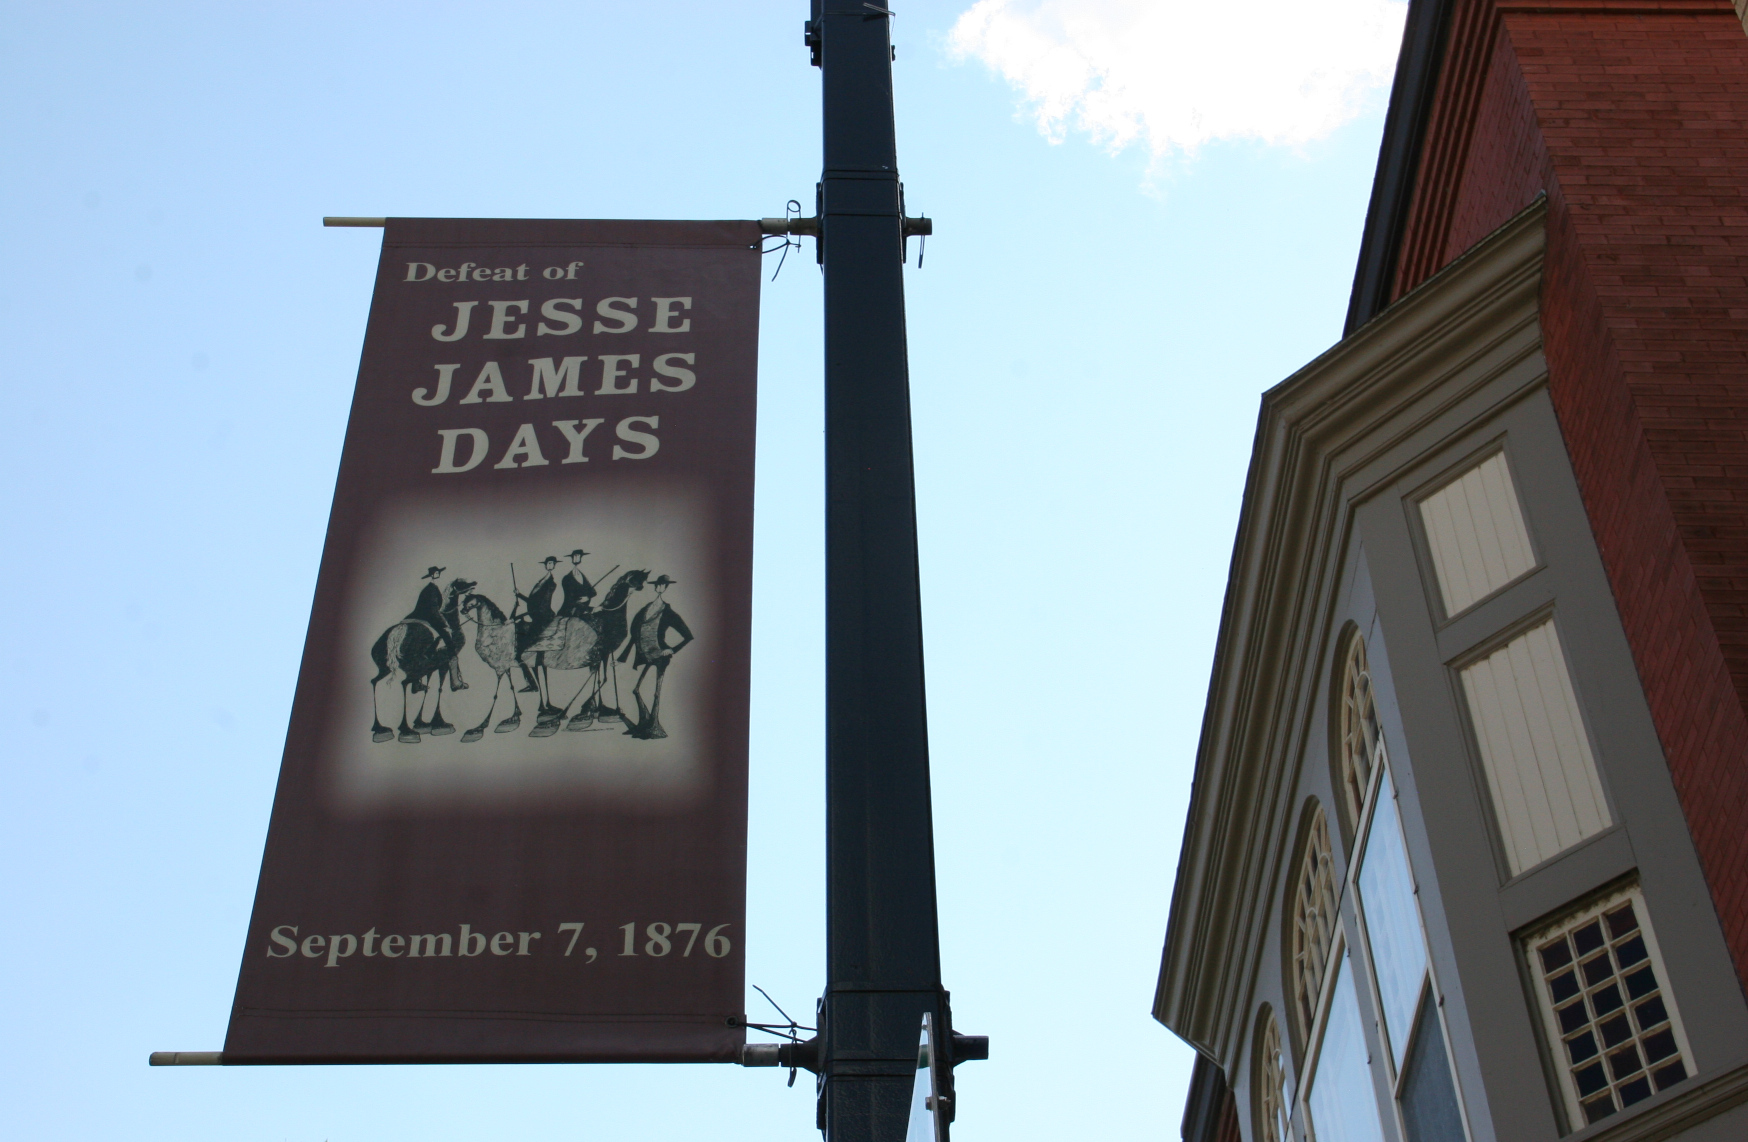 Defeat of
JESSE
JAMES
DAYS
September 7, 1876